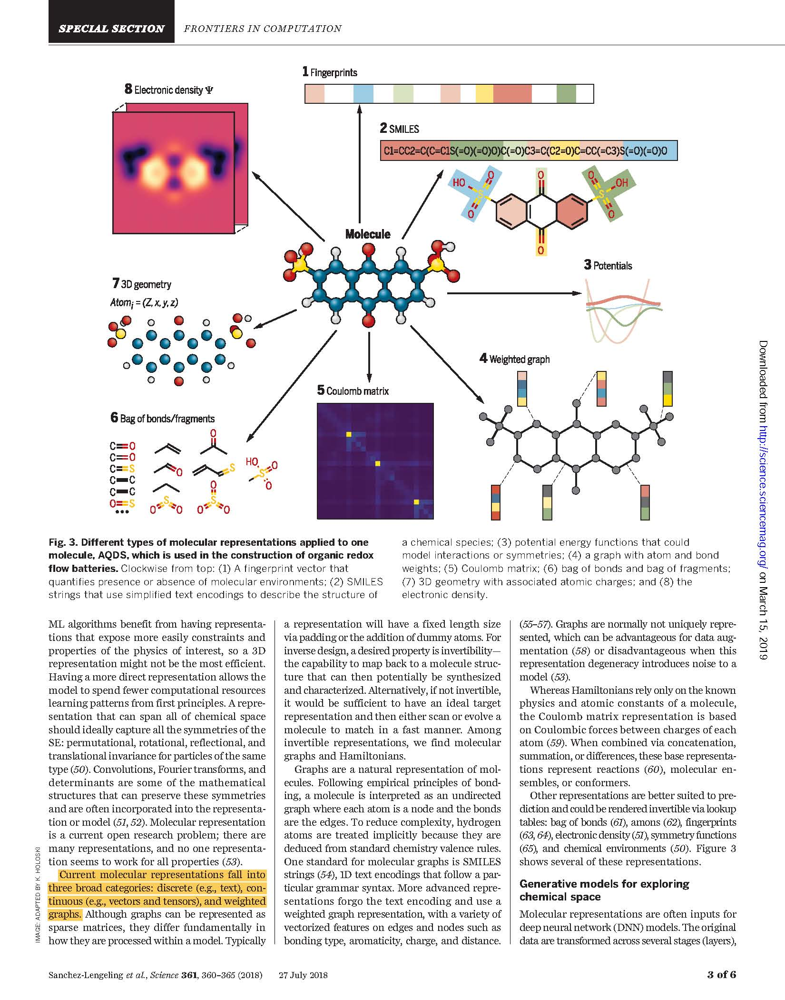 SPECIAL SECTION FRONTIERS IN COMPUTATION
1 Fingerprints
8 Electronic density Ψ
2 SMILES
C1=CC2=C(C=C1S(=O)(=O)O)C(=O)C3=C(C2=O)C=CC(=C3)S(=O)(=O)O
HO O S O
O
O
O OH S O
Molecule
3 Potentials
7 3D geometry
Atom_i = (Z, x, y, z)
4 Weighted graph
5 Coulomb matrix
6 Bag of bonds/fragments
C O
C O
C S
C C
C C
O S
•••
O
O
S
HO O
S
O
O
S
O O
S
O O
Fig. 3. Different types of molecular representations applied to one
molecule, AQDS, which is used in the construction of organic redox
flow batteries. Clockwise from top: (1) A fingerprint vector that
quantifies presence or absence of molecular environments; (2) SMILES
strings that use simplified text encodings to describe the structure of
a chemical species; (3) potential energy functions that could
model interactions or symmetries; (4) a graph with atom and bond
weights; (5) Coulomb matrix; (6) bag of bonds and bag of fragments;
(7) 3D geometry with associated atomic charges; and (8) the
electronic density.
ML algorithms benefit from having representa-
tions that expose more easily constraints and
properties of the physics of interest, so a 3D
representation might not be the most efficient.
Having a more direct representation allows the
model to spend fewer computational resources
learning patterns from first principles. A repre-
sentation that can span all of chemical space
should ideally capture all the symmetries of the
SE: permutational, rotational, reflectional, and
translational invariance for particles of the same
type (50). Convolutions, Fourier transforms, and
determinants are some of the mathematical
structures that can preserve these symmetries
and are often incorporated into the representa-
tion or model (51, 52). Molecular representation
is a current open research problem; there are
many representations, and no one representa-
tion seems to work for all properties (53).
Current molecular representations fall into
three broad categories: discrete (e.g., text), con-
tinuous (e.g., vectors and tensors), and weighted
graphs. Although graphs can be represented as
sparse matrices, they differ fundamentally in
how they are processed within a model. Typically
a representation will have a fixed length size
via padding or the addition of dummy atoms. For
inverse design, a desired property is invertibility—
the capability to map back to a molecule struc-
ture that can then potentially be synthesized
and characterized. Alternatively, if not invertible,
it would be sufficient to have an ideal target
representation and then either scan or evolve a
molecule to match in a fast manner. Among
invertible representations, we find molecular
graphs and Hamiltonians.
Graphs are a natural representation of mol-
ecules. Following empirical principles of bond-
ing, a molecule is interpreted as an undirected
graph where each atom is a node and the bonds
are the edges. To reduce complexity, hydrogen
atoms are treated implicitly because they are
deduced from standard chemistry valence rules.
One standard for molecular graphs is SMILES
strings (54), 1D text encodings that follow a par-
ticular grammar syntax. More advanced repre-
sentations forgo the text encoding and use a
weighted graph representation, with a variety of
vectorized features on edges and nodes such as
bonding type, aromaticity, charge, and distance.
(55–57). Graphs are normally not uniquely repre-
sented, which can be advantageous for data aug-
mentation (58) or disadvantageous when this
representation degeneracy introduces noise to a
model (53).
Whereas Hamiltonians rely only on the known
physics and atomic constants of a molecule,
the Coulomb matrix representation is based
on Coulombic forces between charges of each
atom (59). When combined via concatenation,
summation, or differences, these base representa-
tions represent reactions (60), molecular en-
sembles, or conformers.
Other representations are better suited to pre-
diction and could be rendered invertible via lookup
tables: bag of bonds (61), amons (62), fingerprints
(63, 64), electronic density (51), symmetry functions
(65), and chemical environments (50). Figure 3
shows several of these representations.
Generative models for exploring
chemical space
Molecular representations are often inputs for
deep neural network (DNN) models. The original
data are transformed across several stages (layers),
IMAGE: ADAPTED BY K. HOLOSKI
Downloaded from http://science.sciencemag.org/ on March 15, 2019
Sanchez-Lengeling et al., Science 361, 360–365 (2018) 27 July 2018
3 of 6